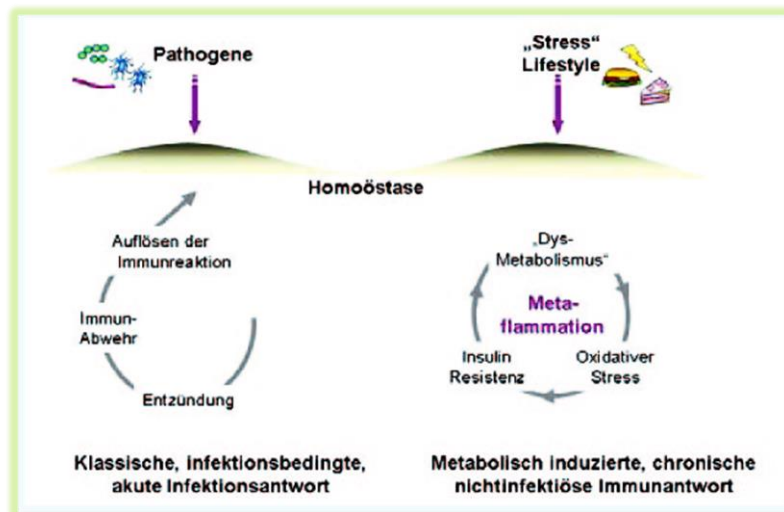 Pathogene
„Stress“
Lifestyle
Homoöstase
Auflösen der
Immunreaktion
Immun-
Abwehr
Entzündung
„Dys-
Metabolismus“
Meta-
flammation
Insulin
Resistenz
Oxidativer
Stress
Klassische, infektionsbedingte,
akute Infektionsantwort
Metabolisch induzierte, chronische
nichtinfektiöse Immunantwort